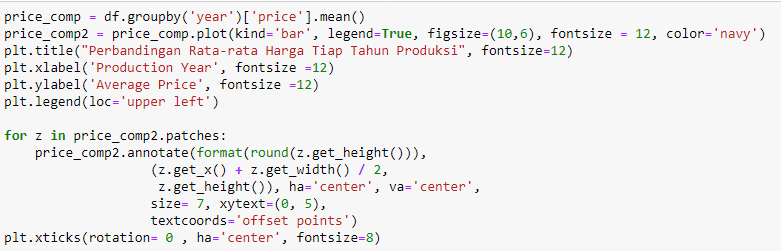 price_comp = df.groupby('year')['price'].mean()
price_comp2 = price_comp.plot(kind='bar', legend=True, figsize=(10,6), fontsize = 12, color='navy')
plt.title("Perbandingan Rata-rata Harga Tiap Tahun Produksi", fontsize=12)
plt.xlabel('Production Year', fontsize =12)
plt.ylabel('Average Price', fontsize =12)
plt.legend(loc='upper left')

for z in price_comp2.patches:
    price_comp2.annotate(format(round(z.get_height())),
                   (z.get_x() + z.get_width() / 2,
                    z.get_height()), ha='center', va='center',
                   size= 7, xytext=(0, 5),
                   textcoords='offset points')
plt.xticks(rotation= 0 , ha='center', fontsize=8)